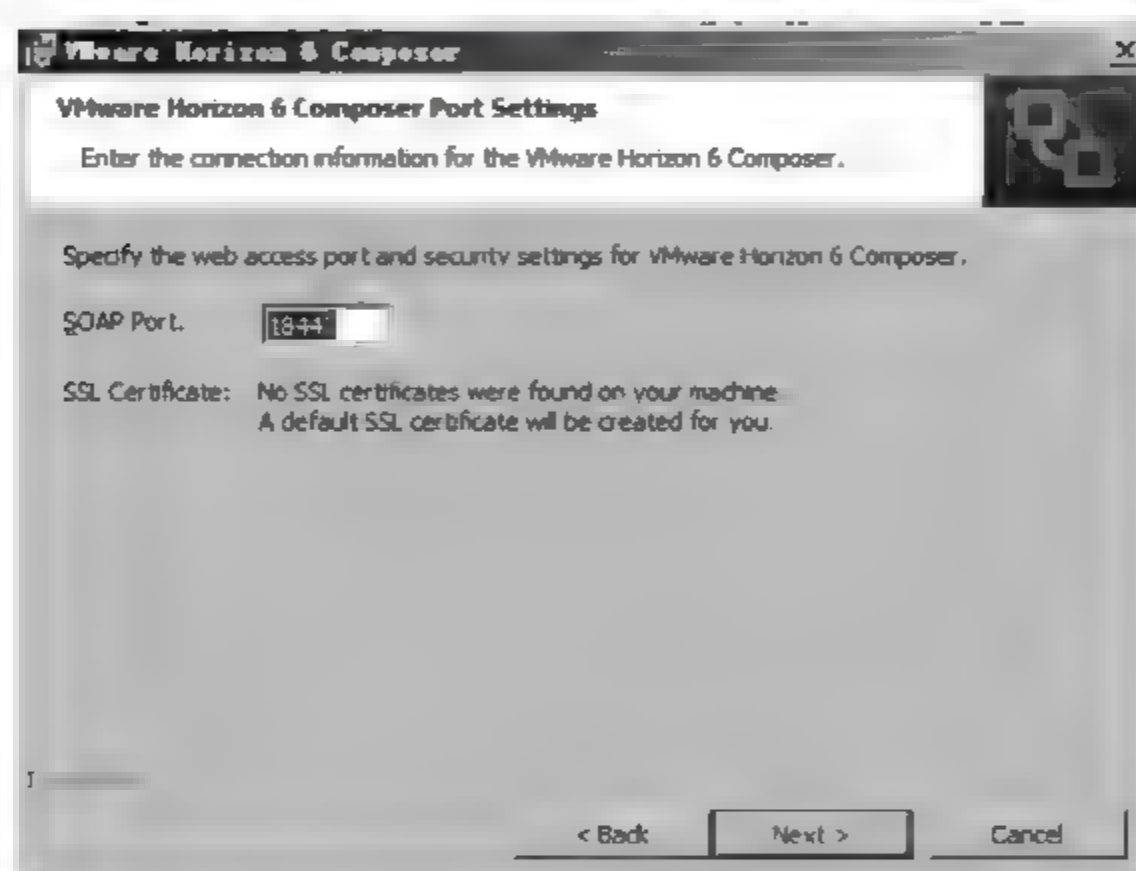 VMware Horizon 6 Composer
VMware Horizon 6 Composer Port Settings
Enter the connection information for the VMware Horizon 6 Composer.
Specify the web access port and security settings for VMware Horizon 6 Composer.
SOAP Port:
SSL Certificate: No SSL certificates were found on your machine.
A default SSL certificate will be created for you.
< Back Next > Cancel